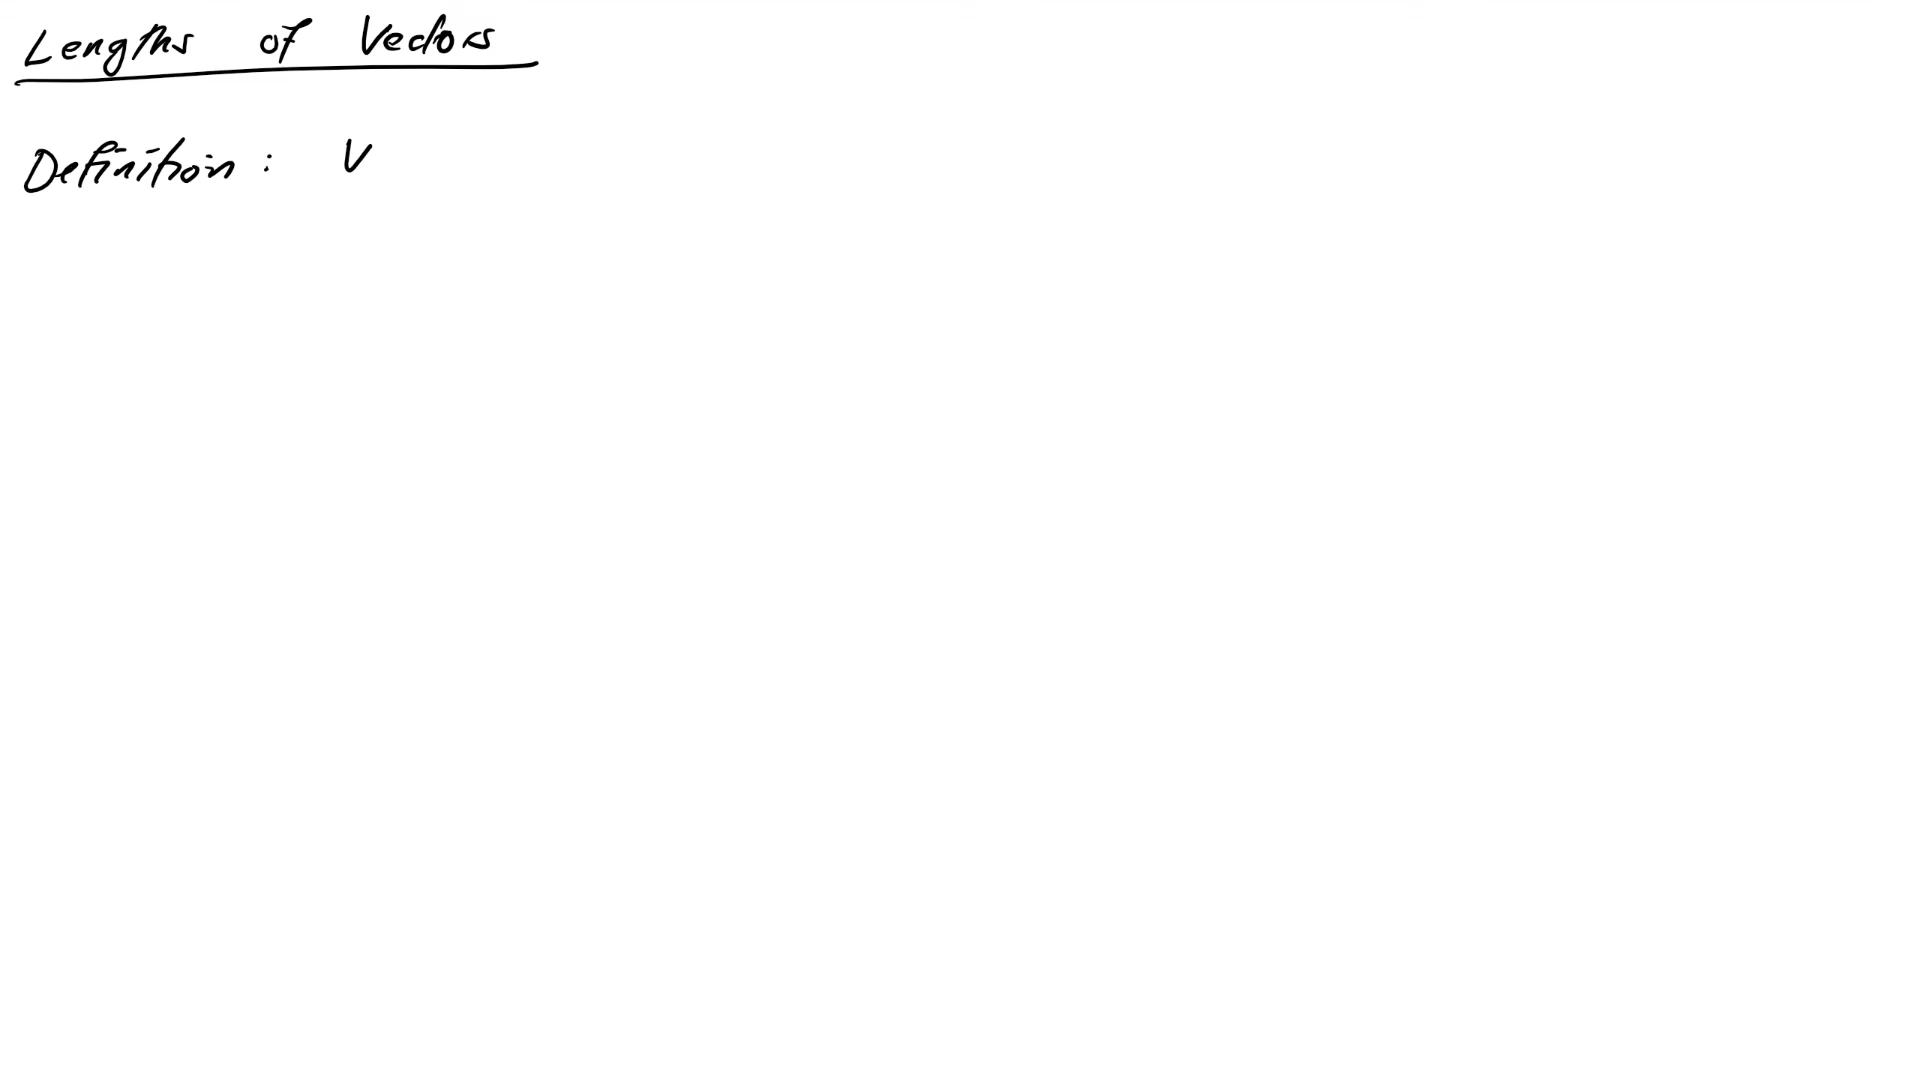 Lengths of Vectors
Definition : V